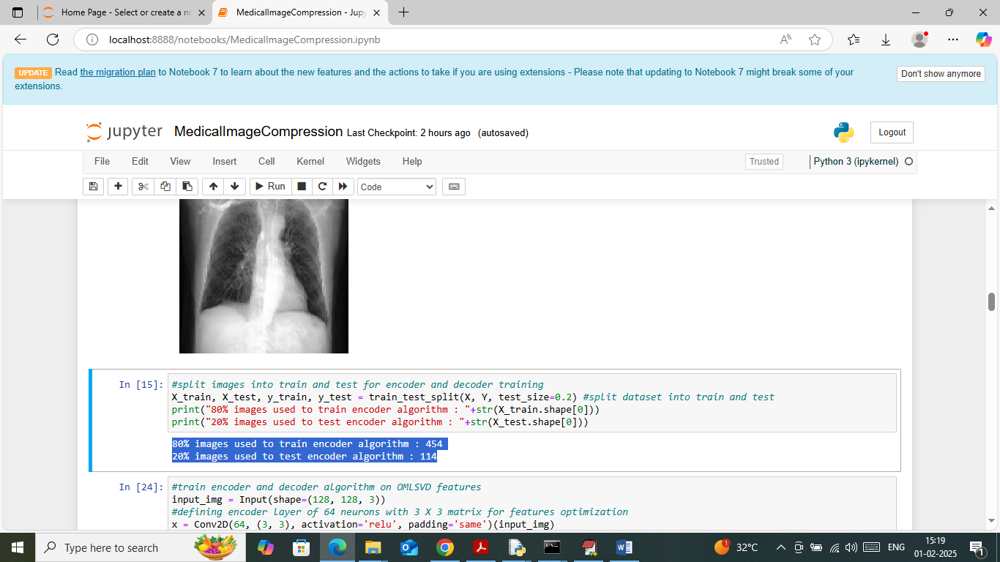 Home Page - Select or create a no
MedicalImageCompression - Jupy
localhost:8888/notebooks/MedicalImageCompression.ipynb
UPDATE Read the migration plan to Notebook 7 to learn about the new features and the actions to take if you are using extensions - Please note that updating to Notebook 7 might break some of your
extensions.
Don't show anymore
jupyter MedicalImageCompression Last Checkpoint: 2 hours ago (autosaved)
Logout
File Edit View Insert Cell Kernel Widgets Help
Trusted
Python 3 (ipykernel)
Run
Code
In [15]:
#split images into train and test for encoder and decoder training
X_train, X_test, y_train, y_test = train_test_split(X, Y, test_size=0.2) #split dataset into train and test
print("80% images used to train encoder algorithm : "+str(X_train.shape[0]))
print("20% images used to test encoder algorithm : "+str(X_test.shape[0]))
80% images used to train encoder algorithm : 454
20% images used to test encoder algorithm : 114
In [24]:
#train encoder and decoder algorithm on OMLSVD features
input_img = Input(shape=(128, 128, 3))
#defining encoder layer of 64 neurons with 3 X 3 matrix for features optimization
x = Conv2D(64, (3, 3), activation='relu', padding='same')(input_img)
Type here to search
1
32°C
ENG
15:19
01-02-2025
1